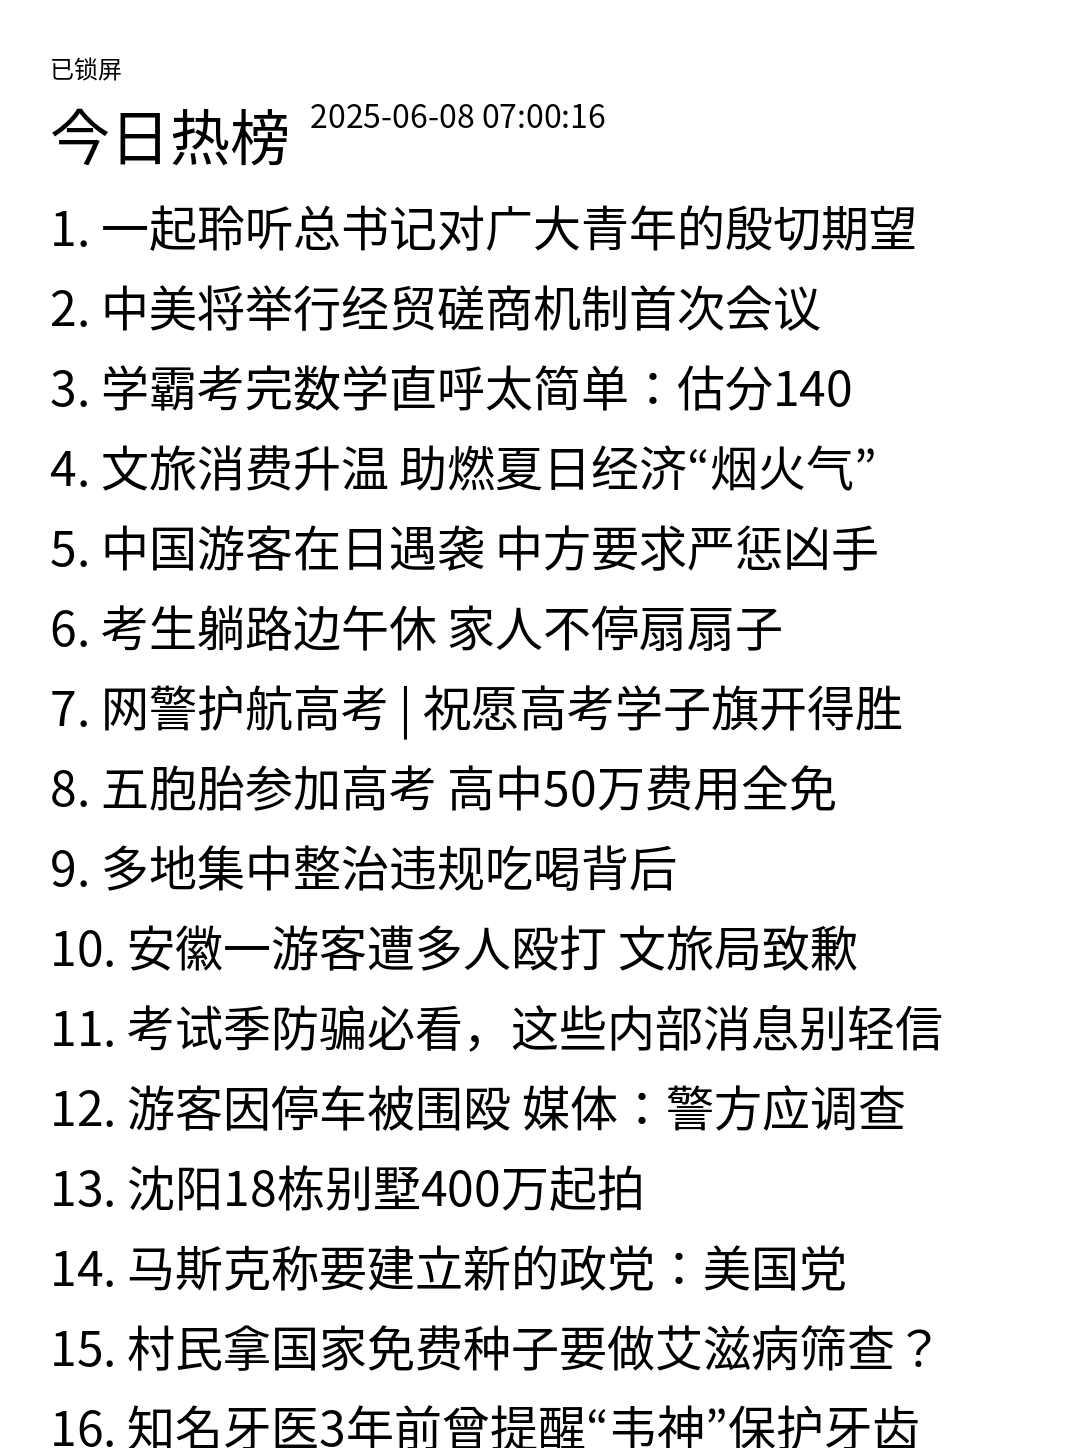 已锁屏
今日热榜 2025-06-08 07:00:16
1. 一起聆听总书记对广大青年的殷切期望
2. 中美将举行经贸磋商机制首次会议
3. 学霸考完数学直呼太简单：估分140
4. 文旅消费升温 助燃夏日经济“烟火气”
5. 中国游客在日遇袭 中方要求严惩凶手
6. 考生躺路边午休 家人不停扇扇子
7. 网警护航高考 | 祝愿高考学子旗开得胜
8. 五胞胎参加高考 高中50万费用全免
9. 多地集中整治违规吃喝背后
10. 安徽一游客遭多人殴打 文旅局致歉
11. 考试季防骗必看，这些内部消息别轻信
12. 游客因停车被围殴 媒体：警方应调查
13. 沈阳18栋别墅400万起拍
14. 马斯克称要建立新的政党：美国党
15. 村民拿国家免费种子要做艾滋病筛查？
16. 知名牙医3年前曾提醒“韦神”保护牙齿